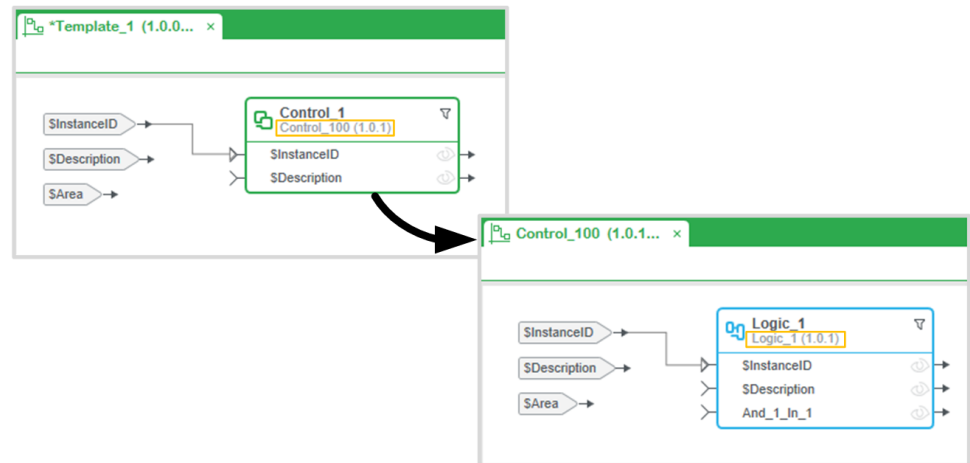 *Template_1 (1.0.0... ×
Control_1
Control_100 (1.0.1)
$InstanceID
$InstanceID
$Description
$Description
$Area
Control_100 (1.0.1... ×
Logic_1
Logic_1 (1.0.1)
$InstanceID
$InstanceID
$Description
$Description
$Area
And_1_In_1